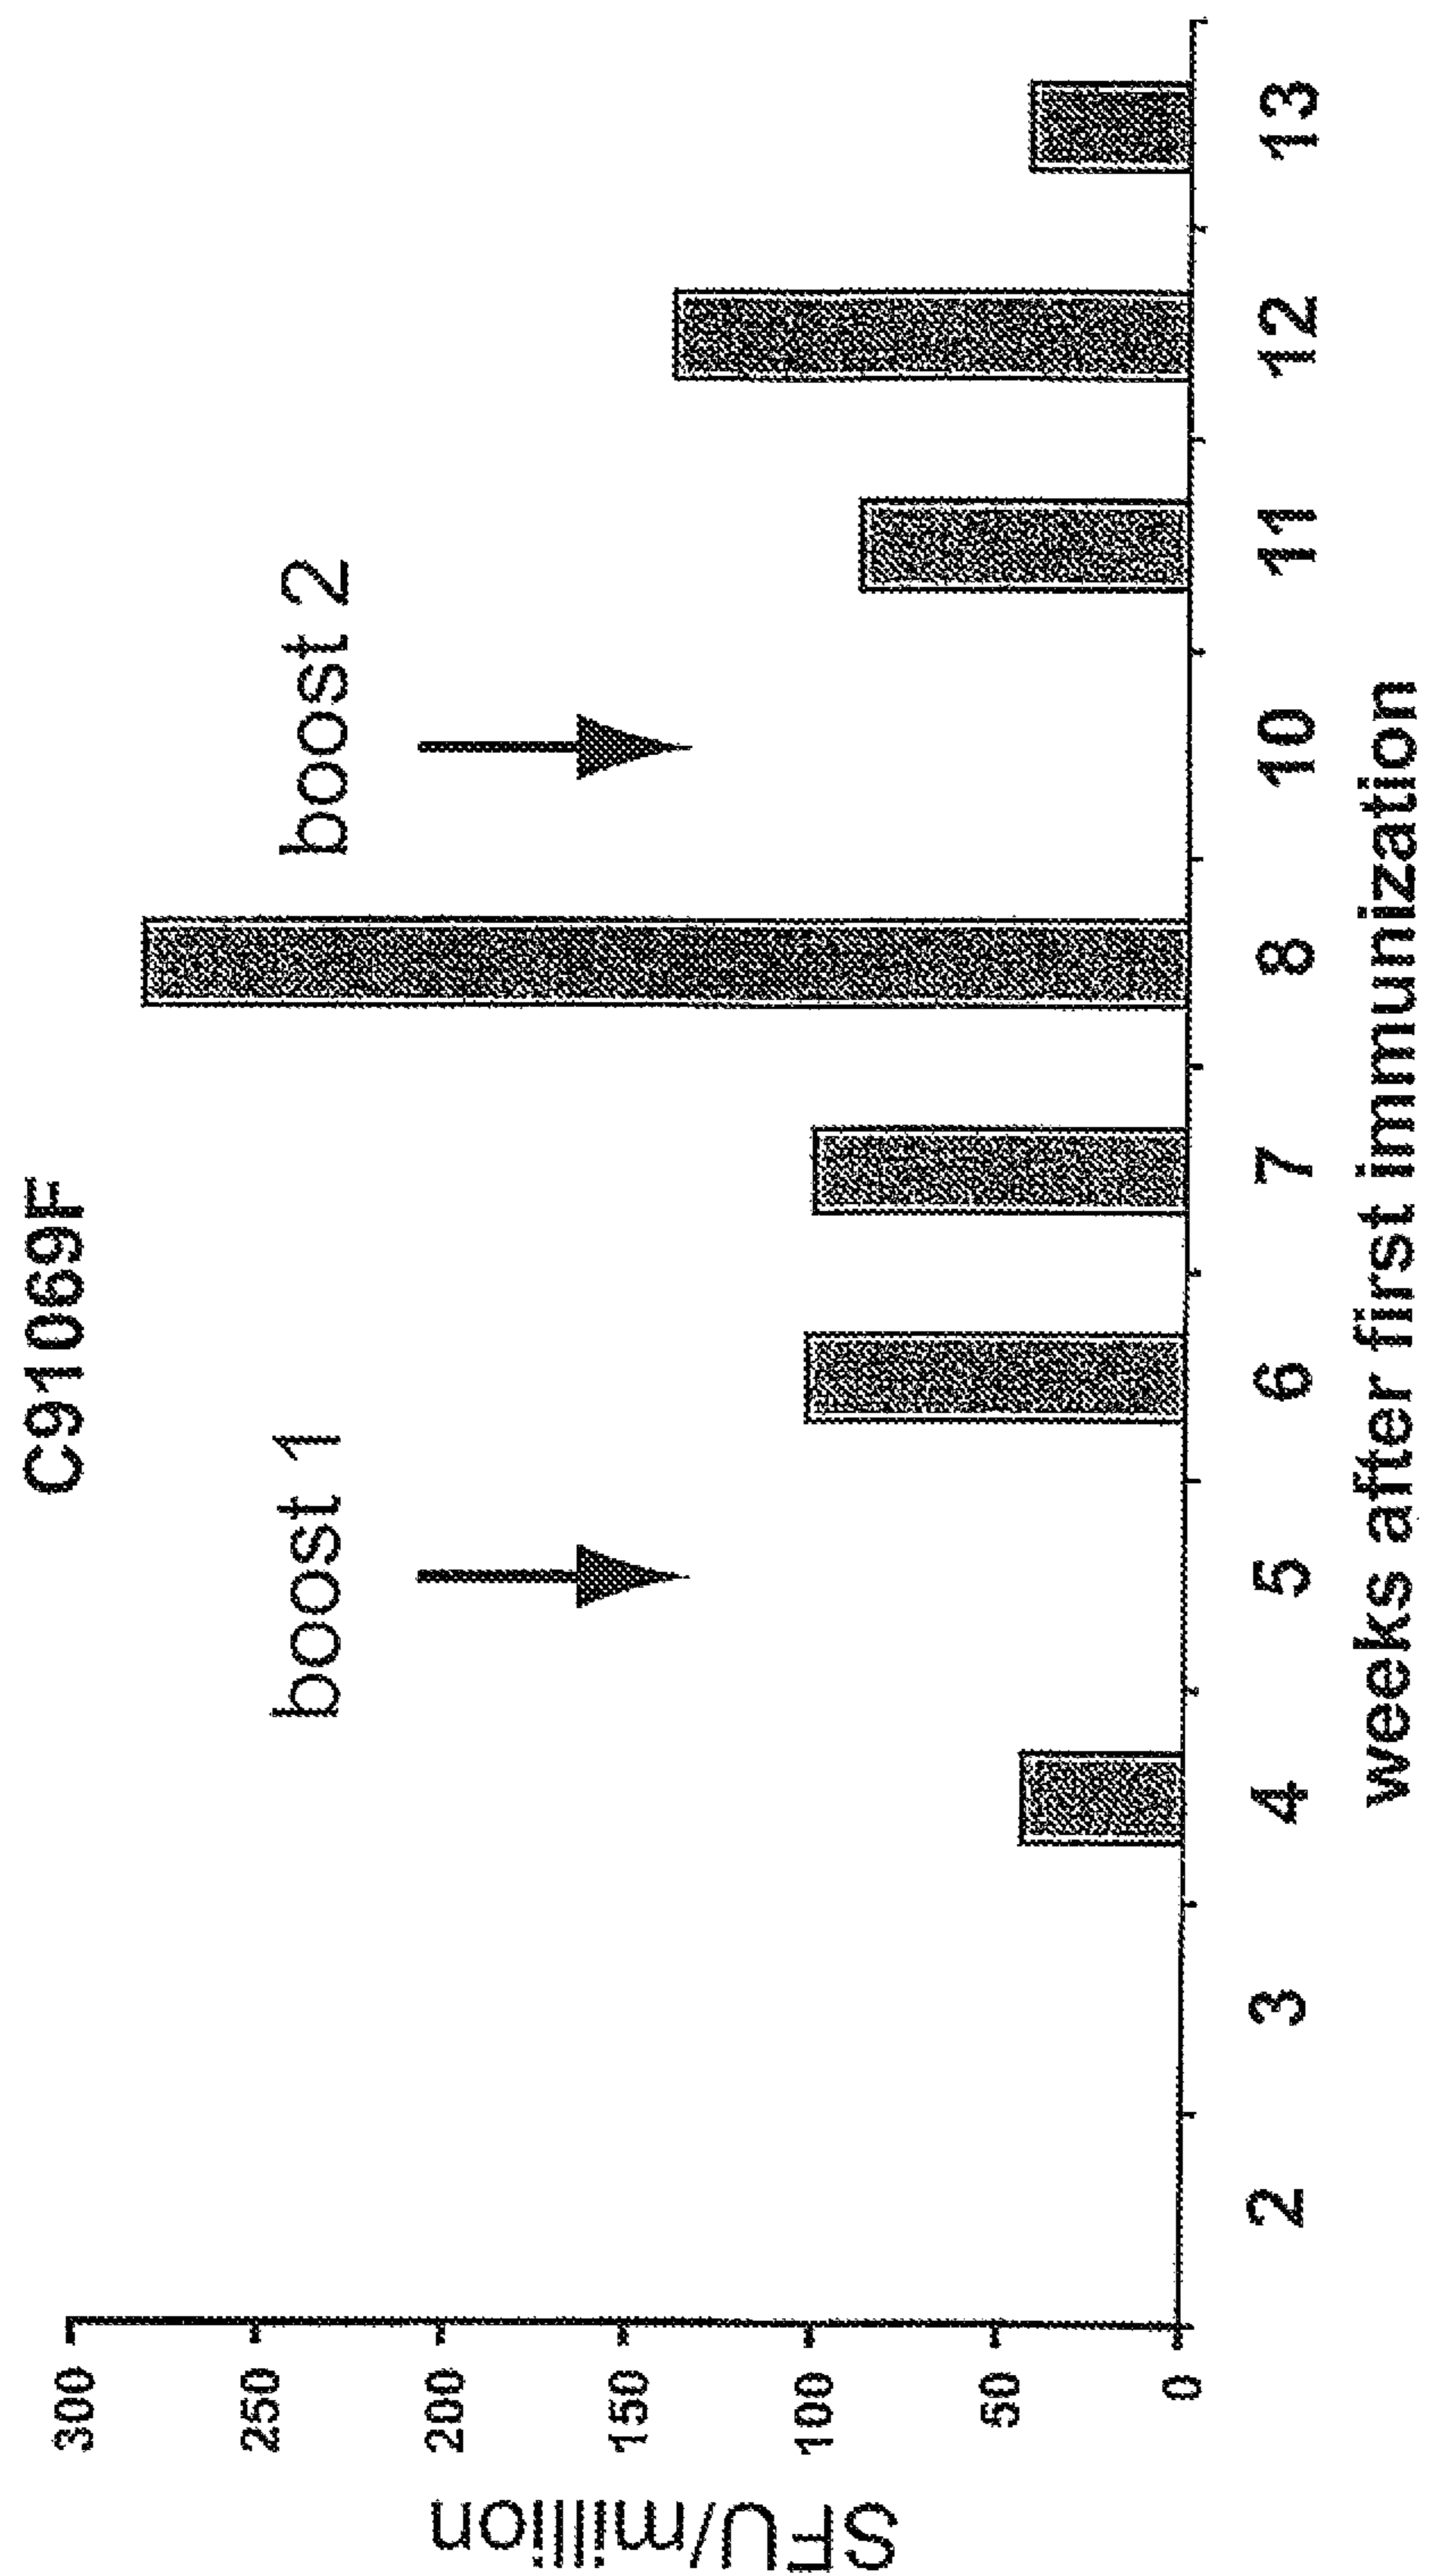 C91069F
boost 1
boost 2
SFU/million
300
250
200
150
100
50
0
2 3 4 5 6 7 8 10 11 12 13
weeks after first immunization